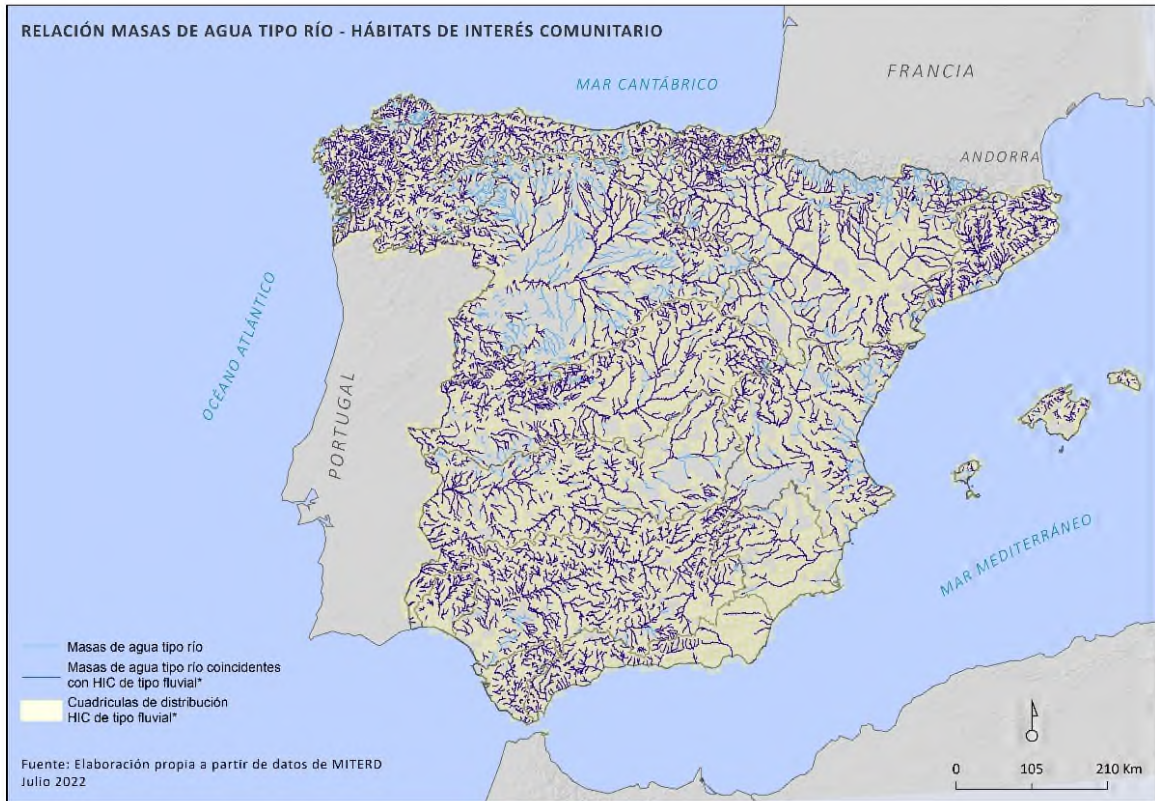 RELACIÓN MASAS DE AGUA TIPO RÍO - HÁBITATS DE INTERÉS COMUNITARIO
MAR CANTÁBRICO
FRANCIA
ANDORRA
OCÉANO ATLÁNTICO
PORTUGAL
MAR MEDITERRÁNEO
Masas de agua tipo río
Masas de agua tipo río coincidentes
con HIC de tipo fluvial*
Cuadrículas de distribución
HIC de tipo fluvial*
Fuente: Elaboración propia a partir de datos de MITERD
Julio 2022
0 105 210 Km